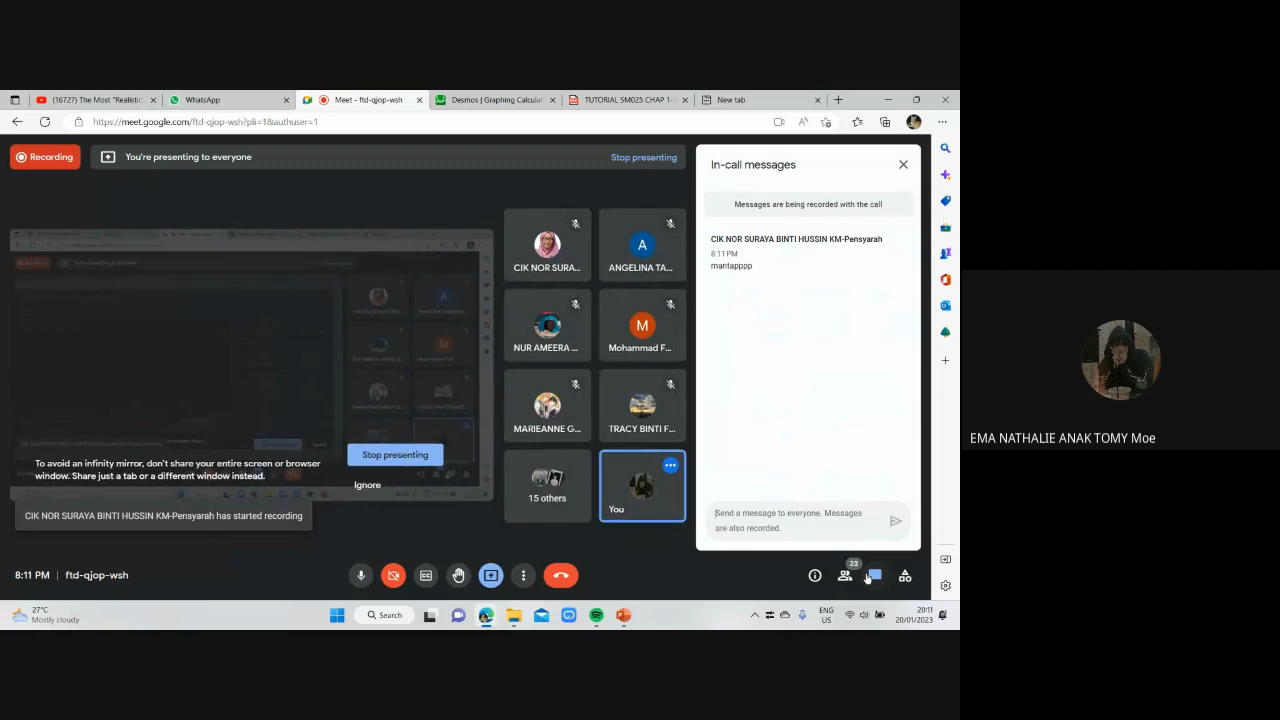 (16727) The Most "Realistic"
WhatsApp
Meet - ftd-qjop-wsh
Desmos | Graphing Calculat
TUTORIAL SM025 CHAP 1-
New tab
https://meet.google.com/ftd-qjop-wsh?pli=1&authuser=1
Recording
You're presenting to everyone
Stop presenting
In-call messages
Messages are being recorded with the call
CIK NOR SURAYA BINTI HUSSIN KM-Pensyarah
8:11 PM
mantapppp
CIK NOR SURA...
A
ANGELINA TA...
NUR AMEERA ...
M
Mohammad F...
MARIEANNE G...
TRACY BINTI F...
15 others
You
To avoid an infinity mirror, don't share your entire screen or browser
window. Share just a tab or a different window instead.
Stop presenting
Ignore
CIK NOR SURAYA BINTI HUSSIN KM-Pensyarah has started recording
Send a message to everyone. Messages
are also recorded.
8:11 PM | ftd-qjop-wsh
23
27°C
Mostly cloudy
Search
ENG
US
20:11
20/01/2023
EMA NATHALIE ANAK TOMY Moe